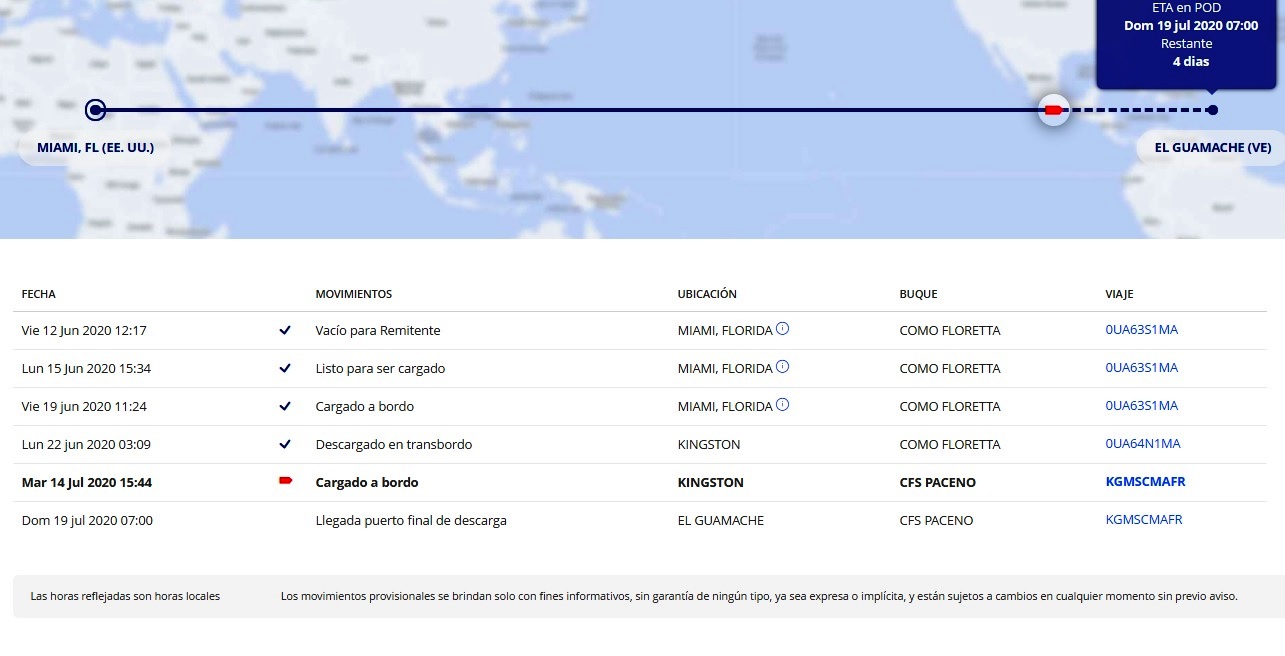 ETA en POD
Dom 19 jul 2020 07:00
Restante
4 dias
MIAMI, FL (EE. UU.)
EL GUAMACHE (VE)
FECHA MOVIMIENTOS UBICACIÓN BUQUE VIAJE
Vie 12 Jun 2020 12:17 Vacío para Remitente MIAMI, FLORIDA COMO FLORETTA 0UA63S1MA
Lun 15 Jun 2020 15:34 Listo para ser cargado MIAMI, FLORIDA COMO FLORETTA 0UA63S1MA
Vie 19 jun 2020 11:24 Cargado a bordo MIAMI, FLORIDA COMO FLORETTA 0UA63S1MA
Lun 22 jun 2020 03:09 Descargado en transbordo KINGSTON COMO FLORETTA 0UA64N1MA
Mar 14 Jul 2020 15:44 Cargado a bordo KINGSTON CFS PACENO KGMSCMAFR
Dom 19 jul 2020 07:00 Llegada puerto final de descarga EL GUAMACHE CFS PACENO KGMSCMAFR
Las horas reflejadas son horas locales Los movimientos provisionales se brindan solo con fines informativos, sin garantía de ningún tipo, ya sea expresa o implícita, y están sujetos a cambios en cualquier momento sin previo aviso.